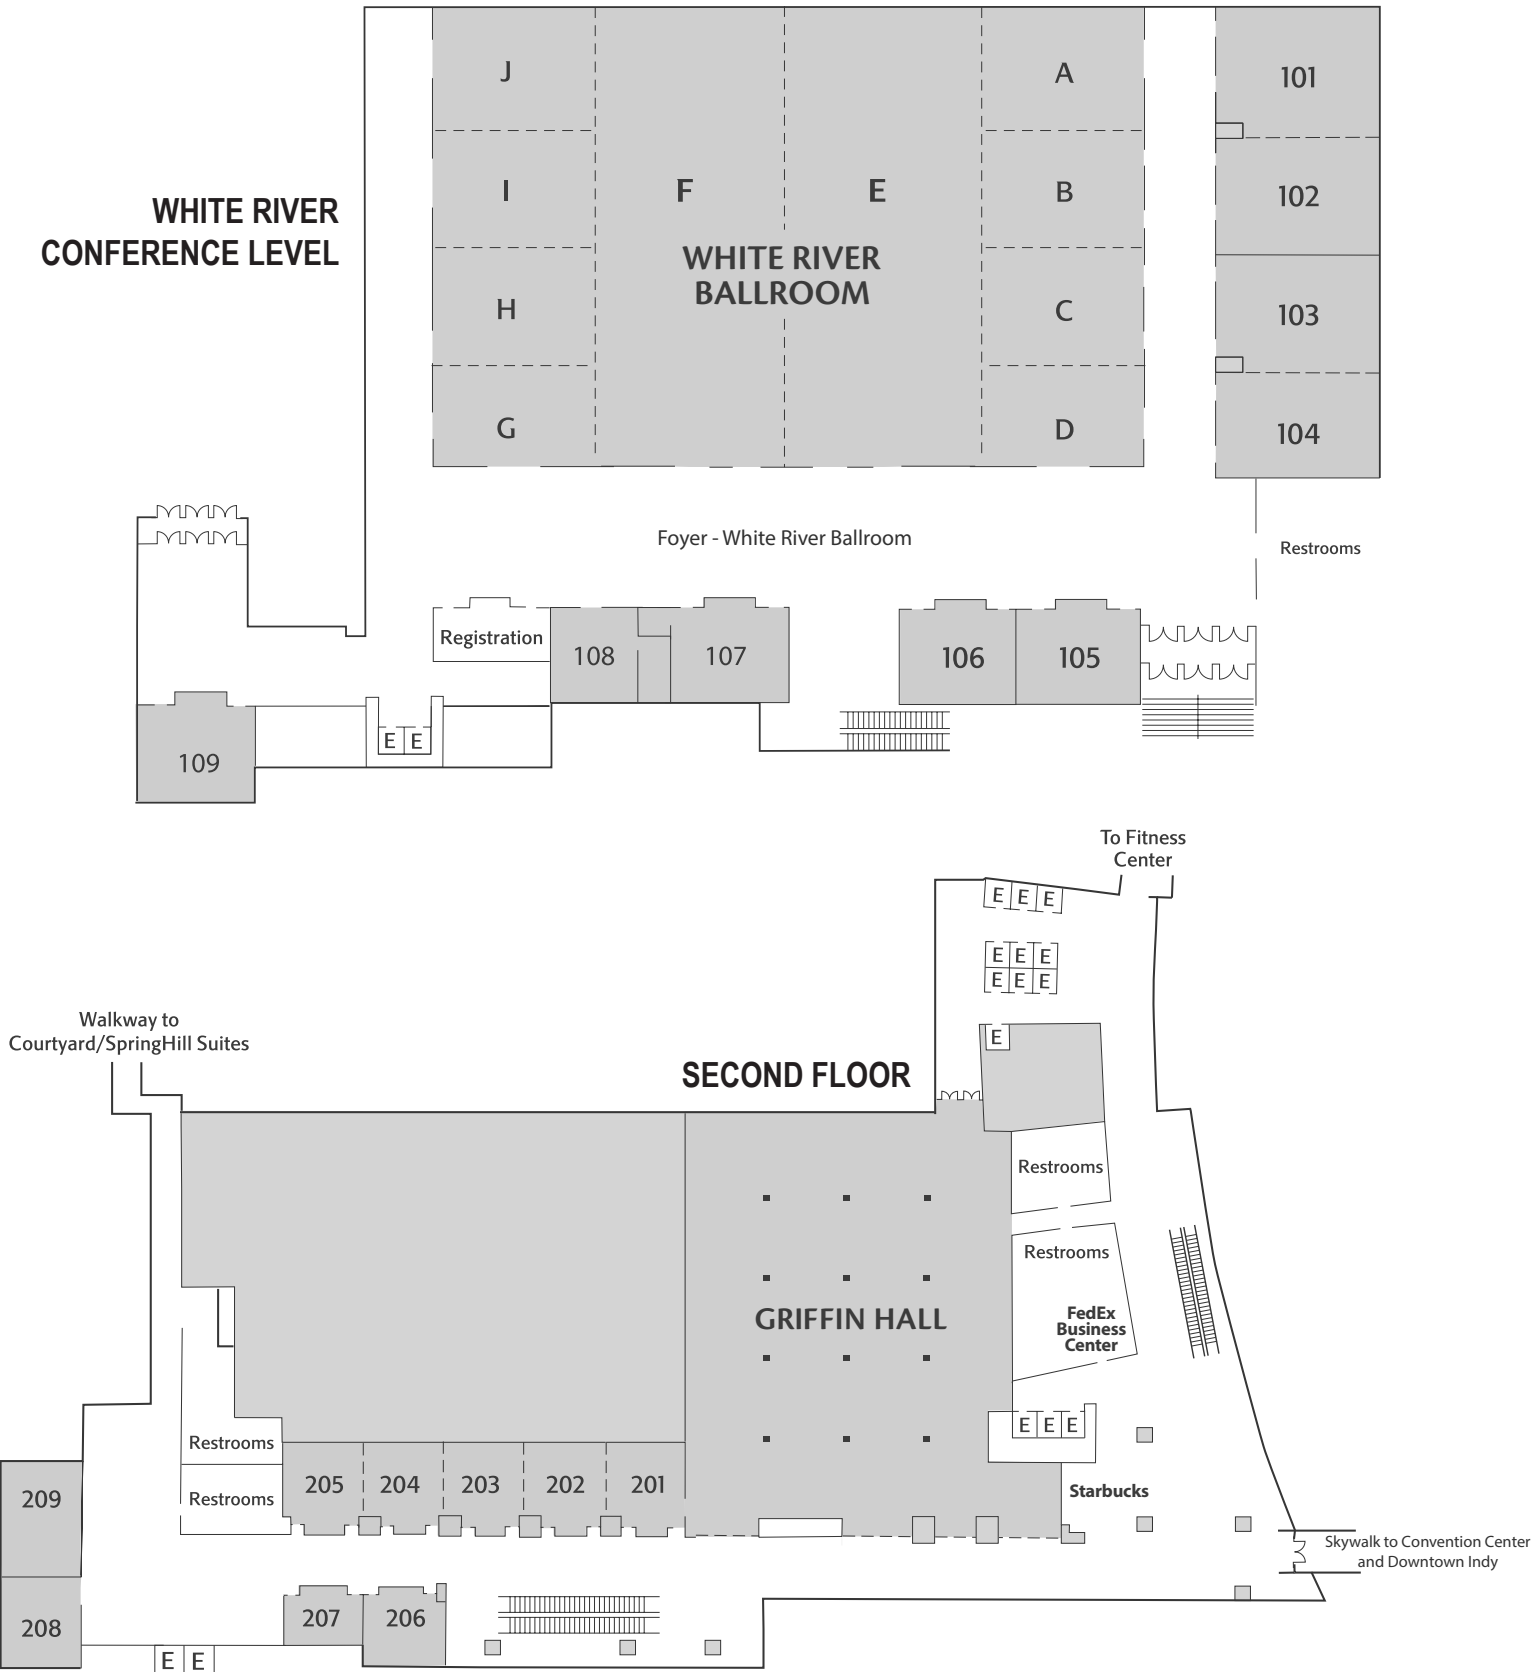 J
A
101
WHITE RIVER
CONFERENCE LEVEL
I
F
E
B
102
WHITE RIVER
BALLROOM
H
C
103
G
D
104
Foyer - White River Ballroom
Restrooms
Registration
108
107
106
105
109
E E
To Fitness
Center
E E E
E E E
E E E
Walkway to
Courtyard/SpringHill Suites
E
SECOND FLOOR
Restrooms
Restrooms
GRIFFIN HALL
FedEx
Business
Center
E E E
Restrooms
205
204
203
202
201
Starbucks
209
Restrooms
Skywalk to Convention Center
and Downtown Indy
208
207
206
E E